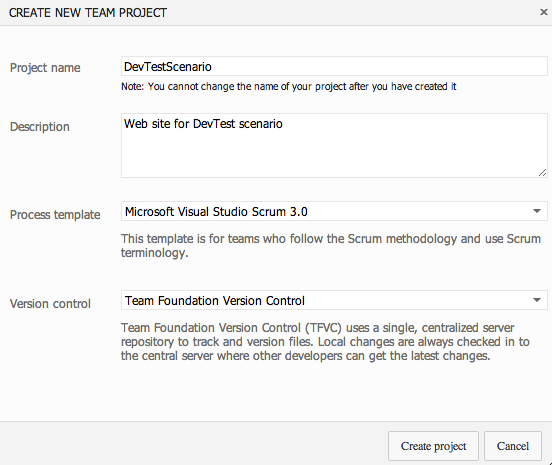 CREATE NEW TEAM PROJECT
Project name
DevTestScenario
Note: You cannot change the name of your project after you have created it
Description
Web site for DevTest scenario
Process template
Microsoft Visual Studio Scrum 3.0
This template is for teams who follow the Scrum methodology and use Scrum
terminology.
Version control
Team Foundation Version Control
Team Foundation Version Control (TFVC) uses a single, centralized server
repository to track and version files. Local changes are always checked in to
the central server where other developers can get the latest changes.
Create project
Cancel